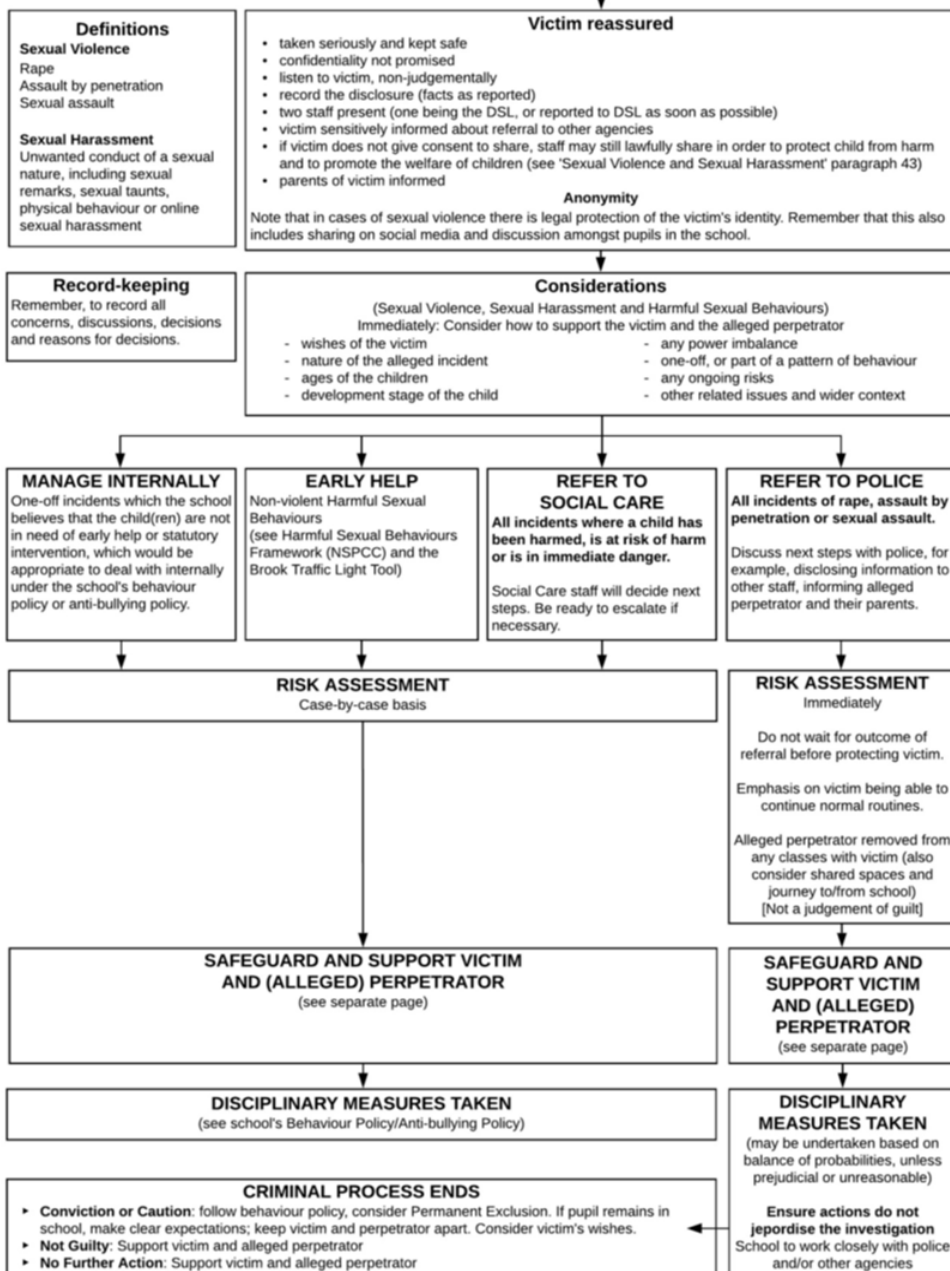 Definitions
Sexual Violence
Rape
Assault by penetration
Sexual assault
Sexual Harassment
Unwanted conduct of a sexual
nature, including sexual
remarks, sexual taunts,
physical behaviour or online
sexual harassment
Victim reassured
• taken seriously and kept safe
• confidentiality not promised
• listen to victim, non-judgementally
• record the disclosure (facts as reported)
• two staff present (one being the DSL, or reported to DSL as soon as possible)
• victim sensitively informed about referral to other agencies
• if victim does not give consent to share, staff may still lawfully share in order to protect child from harm
and to promote the welfare of children (see 'Sexual Violence and Sexual Harassment' paragraph 43)
• parents of victim informed
Anonymity
Note that in cases of sexual violence there is legal protection of the victim's identity. Remember that this also
includes sharing on social media and discussion amongst pupils in the school.
Record-keeping
Remember, to record all
concerns, discussions, decisions
and reasons for decisions.
Considerations
(Sexual Violence, Sexual Harassment and Harmful Sexual Behaviours)
Immediately: Consider how to support the victim and the alleged perpetrator
- wishes of the victim
- nature of the alleged incident
- ages of the children
- development stage of the child
- any power imbalance
- one-off, or part of a pattern of behaviour
- any ongoing risks
- other related issues and wider context
MANAGE INTERNALLY
One-off incidents which the school
believes that the child(ren) are not
in need of early help or statutory
intervention, which would be
appropriate to deal with internally
under the school's behaviour
policy or anti-bullying policy.
EARLY HELP
Non-violent Harmful Sexual
Behaviours
(see Harmful Sexual Behaviours
Framework (NSPCC) and the
Brook Traffic Light Tool)
REFER TO
SOCIAL CARE
All incidents where a child has
been harmed, is at risk of harm
or is in immediate danger.
Social Care staff will decide next
steps. Be ready to escalate if
necessary.
REFER TO POLICE
All incidents of rape, assault by
penetration or sexual assault.
Discuss next steps with police, for
example, disclosing information to
other staff, informing alleged
perpetrator and their parents.
RISK ASSESSMENT
Case-by-case basis
RISK ASSESSMENT
Immediately
Do not wait for outcome of
referral before protecting victim.
Emphasis on victim being able to
continue normal routines.
Alleged perpetrator removed from
any classes with victim (also
consider shared spaces and
journey to/from school)
[Not a judgement of guilt]
SAFEGUARD AND SUPPORT VICTIM
AND (ALLEGED) PERPETRATOR
(see separate page)
SAFEGUARD AND
SUPPORT VICTIM
AND (ALLEGED)
PERPETRATOR
(see separate page)
DISCIPLINARY MEASURES TAKEN
(see school's Behaviour Policy/Anti-bullying Policy)
DISCIPLINARY
MEASURES TAKEN
(may be undertaken based on
balance of probabilities, unless
prejudicial or unreasonable)
Ensure actions do not
jepordise the investigation
School to work closely with police
and/or other agencies
CRIMINAL PROCESS ENDS
▸ Conviction or Caution: follow behaviour policy, consider Permanent Exclusion. If pupil remains in
school, make clear expectations; keep victim and perpetrator apart. Consider victim's wishes.
▸ Not Guilty: Support victim and alleged perpetrator
▸ No Further Action: Support victim and alleged perpetrator